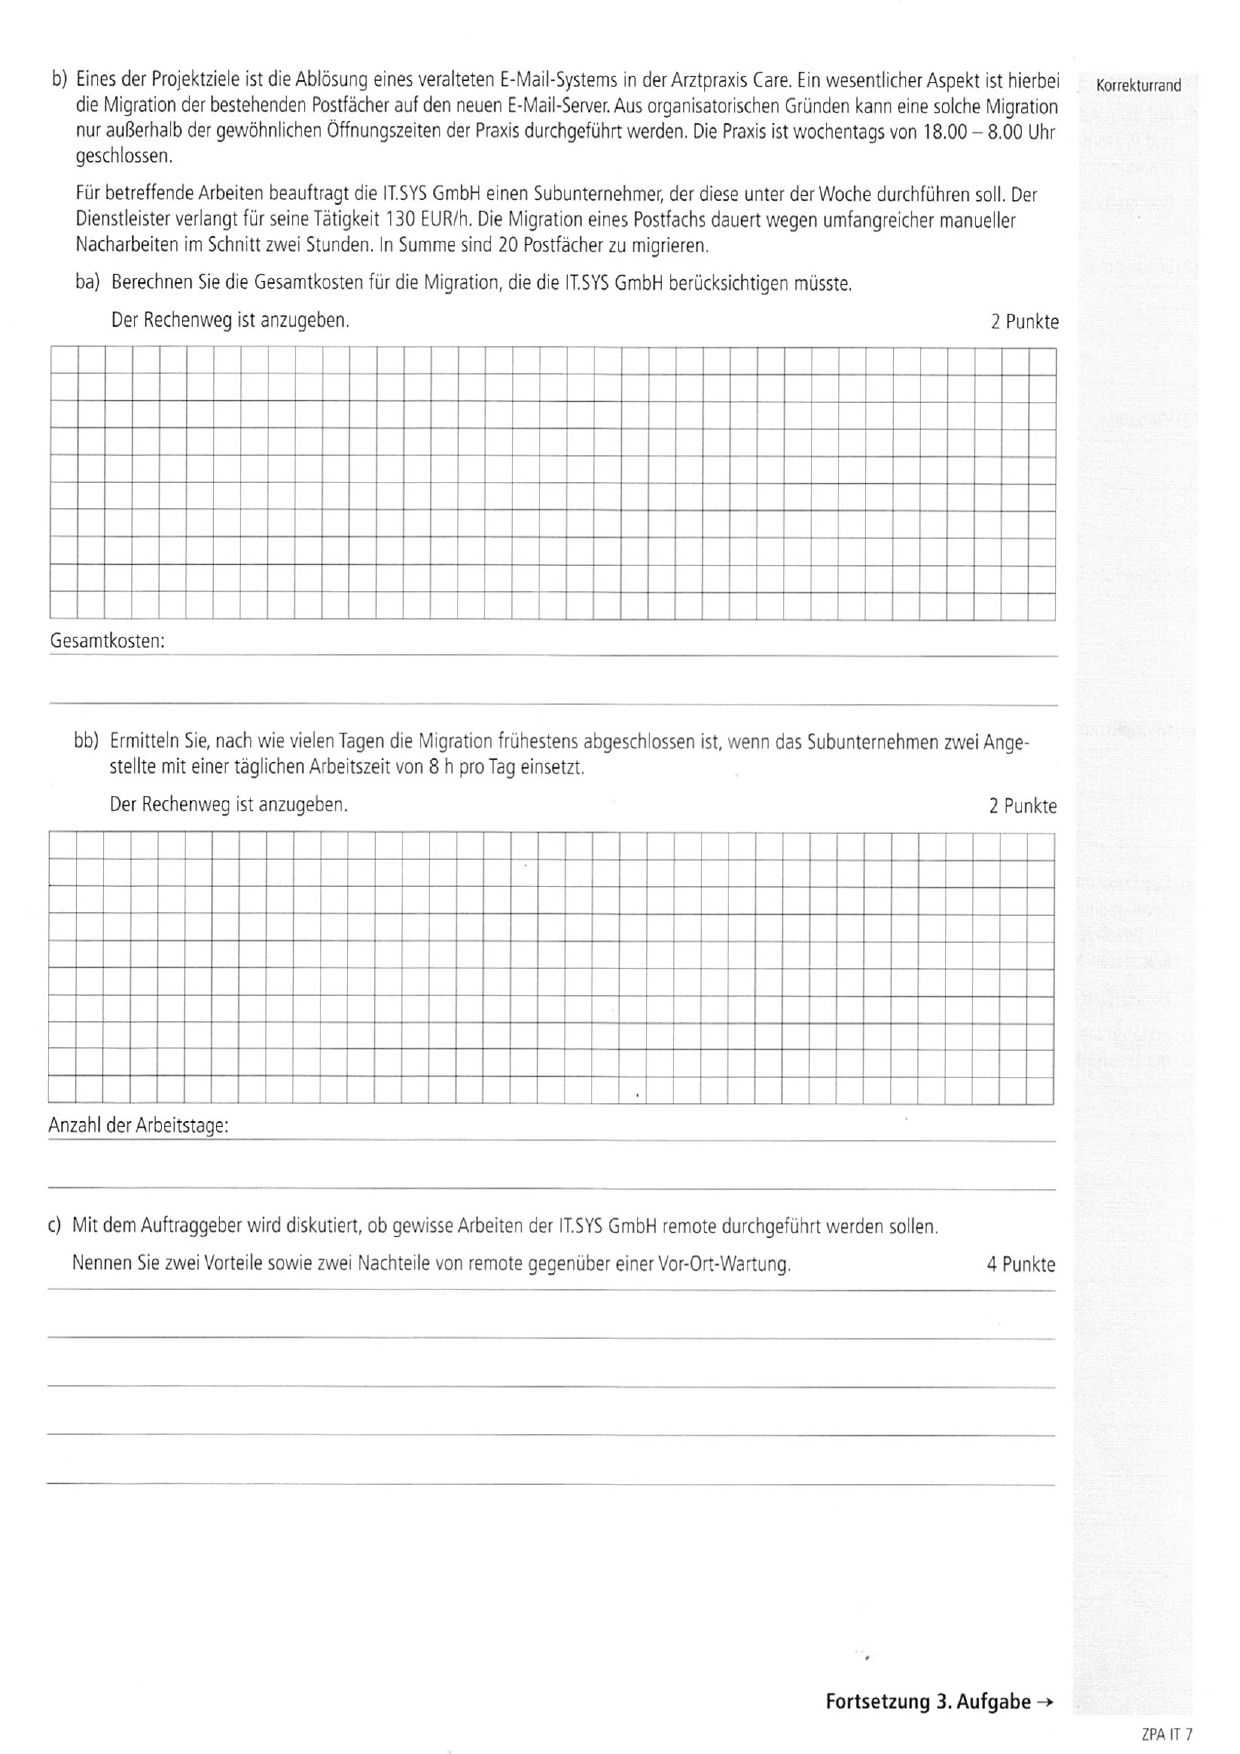 b) Eines der Projektziele ist die Ablösung eines veralteten E-Mail-Systems in der Arztpraxis Care. Ein wesentlicher Aspekt ist hierbei
die Migration der bestehenden Postfächer auf den neuen E-Mail-Server. Aus organisatorischen Gründen kann eine solche Migration
nur außerhalb der gewöhnlichen Öffnungszeiten der Praxis durchgeführt werden. Die Praxis ist wochentags von 18.00 – 8.00 Uhr
geschlossen.
Korrekturrand
Für betreffende Arbeiten beauftragt die IT.SYS GmbH einen Subunternehmer, der diese unter der Woche durchführen soll. Der
Dienstleister verlangt für seine Tätigkeit 130 EUR/h. Die Migration eines Postfachs dauert wegen umfangreicher manueller
Nacharbeiten im Schnitt zwei Stunden. In Summe sind 20 Postfächer zu migrieren.
ba) Berechnen Sie die Gesamtkosten für die Migration, die die IT.SYS GmbH berücksichtigen müsste.
Der Rechenweg ist anzugeben. 2 Punkte
Gesamtkosten:
bb) Ermitteln Sie, nach wie vielen Tagen die Migration frühestens abgeschlossen ist, wenn das Subunternehmen zwei Ange-
stellte mit einer täglichen Arbeitszeit von 8 h pro Tag einsetzt.
Der Rechenweg ist anzugeben. 2 Punkte
Anzahl der Arbeitstage:
c) Mit dem Auftraggeber wird diskutiert, ob gewisse Arbeiten der IT.SYS GmbH remote durchgeführt werden sollen.
Nennen Sie zwei Vorteile sowie zwei Nachteile von remote gegenüber einer Vor-Ort-Wartung. 4 Punkte
Fortsetzung 3. Aufgabe →
ZPA IT 7